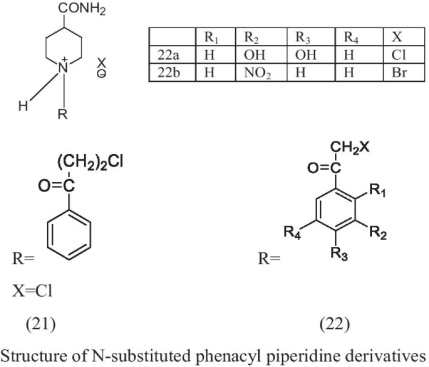 CONH₂
N⁺
X
⊖
H
R
R₁ R₂ R₃ R₄ X
22a H OH OH H Cl
22b H NO₂ H H Br
(CH₂)₂Cl
O=C
R=
X=Cl
(21)
CH₂X
O=C
R₁
R₄ R₂
R₃
R=
(22)
Structure of N-substituted phenacyl piperidine derivatives